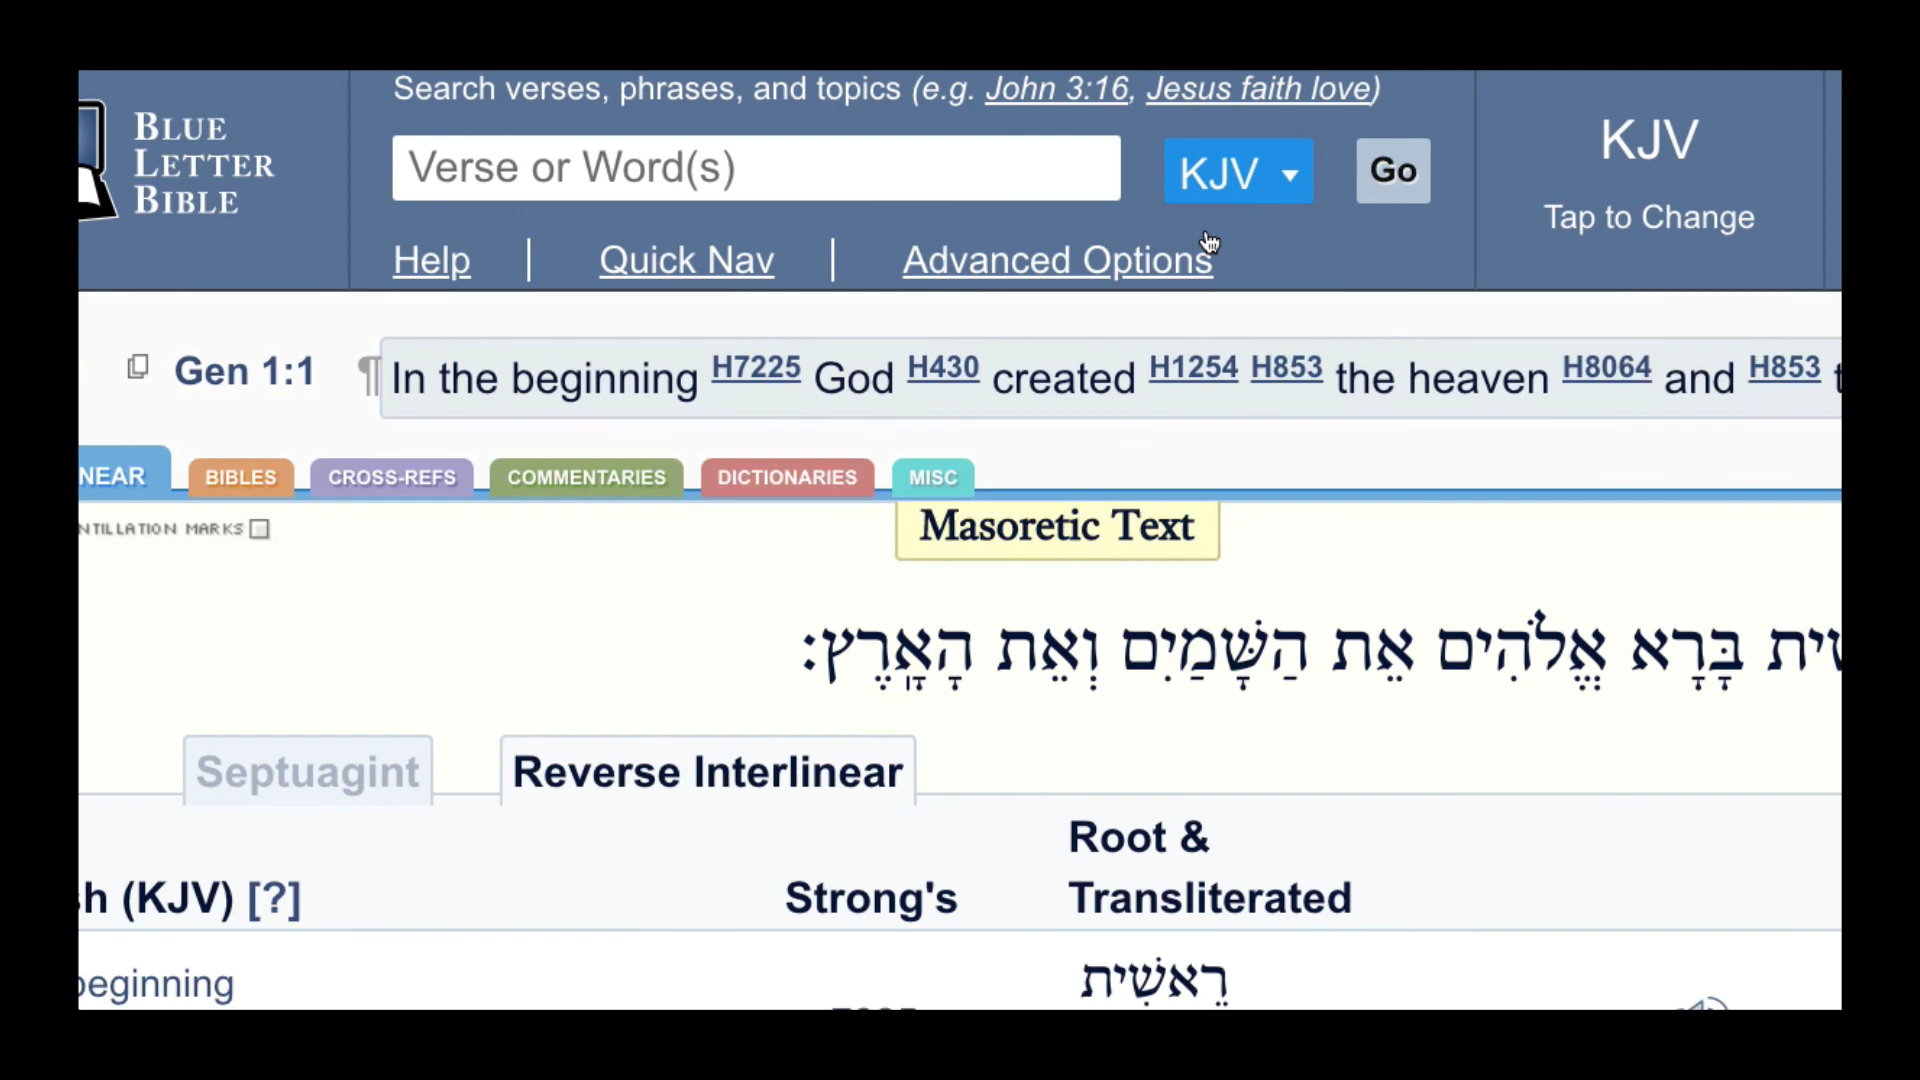 Search verses, phrases, and topics (e.g. John 3:16, Jesus faith love)
BLUE
LETTER
BIBLE
Verse or Word(s)
KJV
Go
KJV
Tap to Change
Help | Quick Nav | Advanced Options
Gen 1:1 ¶ In the beginning H7225 God H430 created H1254 H853 the heaven H8064 and H853
BIBLES CROSS-REFS COMMENTARIES DICTIONARIES MISC
MARKS
Masoretic Text
בָּרָא אֱלֹהִים אֵת הַשָּׁמַיִם וְאֵת הָאָֽרֶץ׃
Septuagint Reverse Interlinear
Root &
(KJV) [?] Strong's Transliterated
beginning רֵאשִׁית